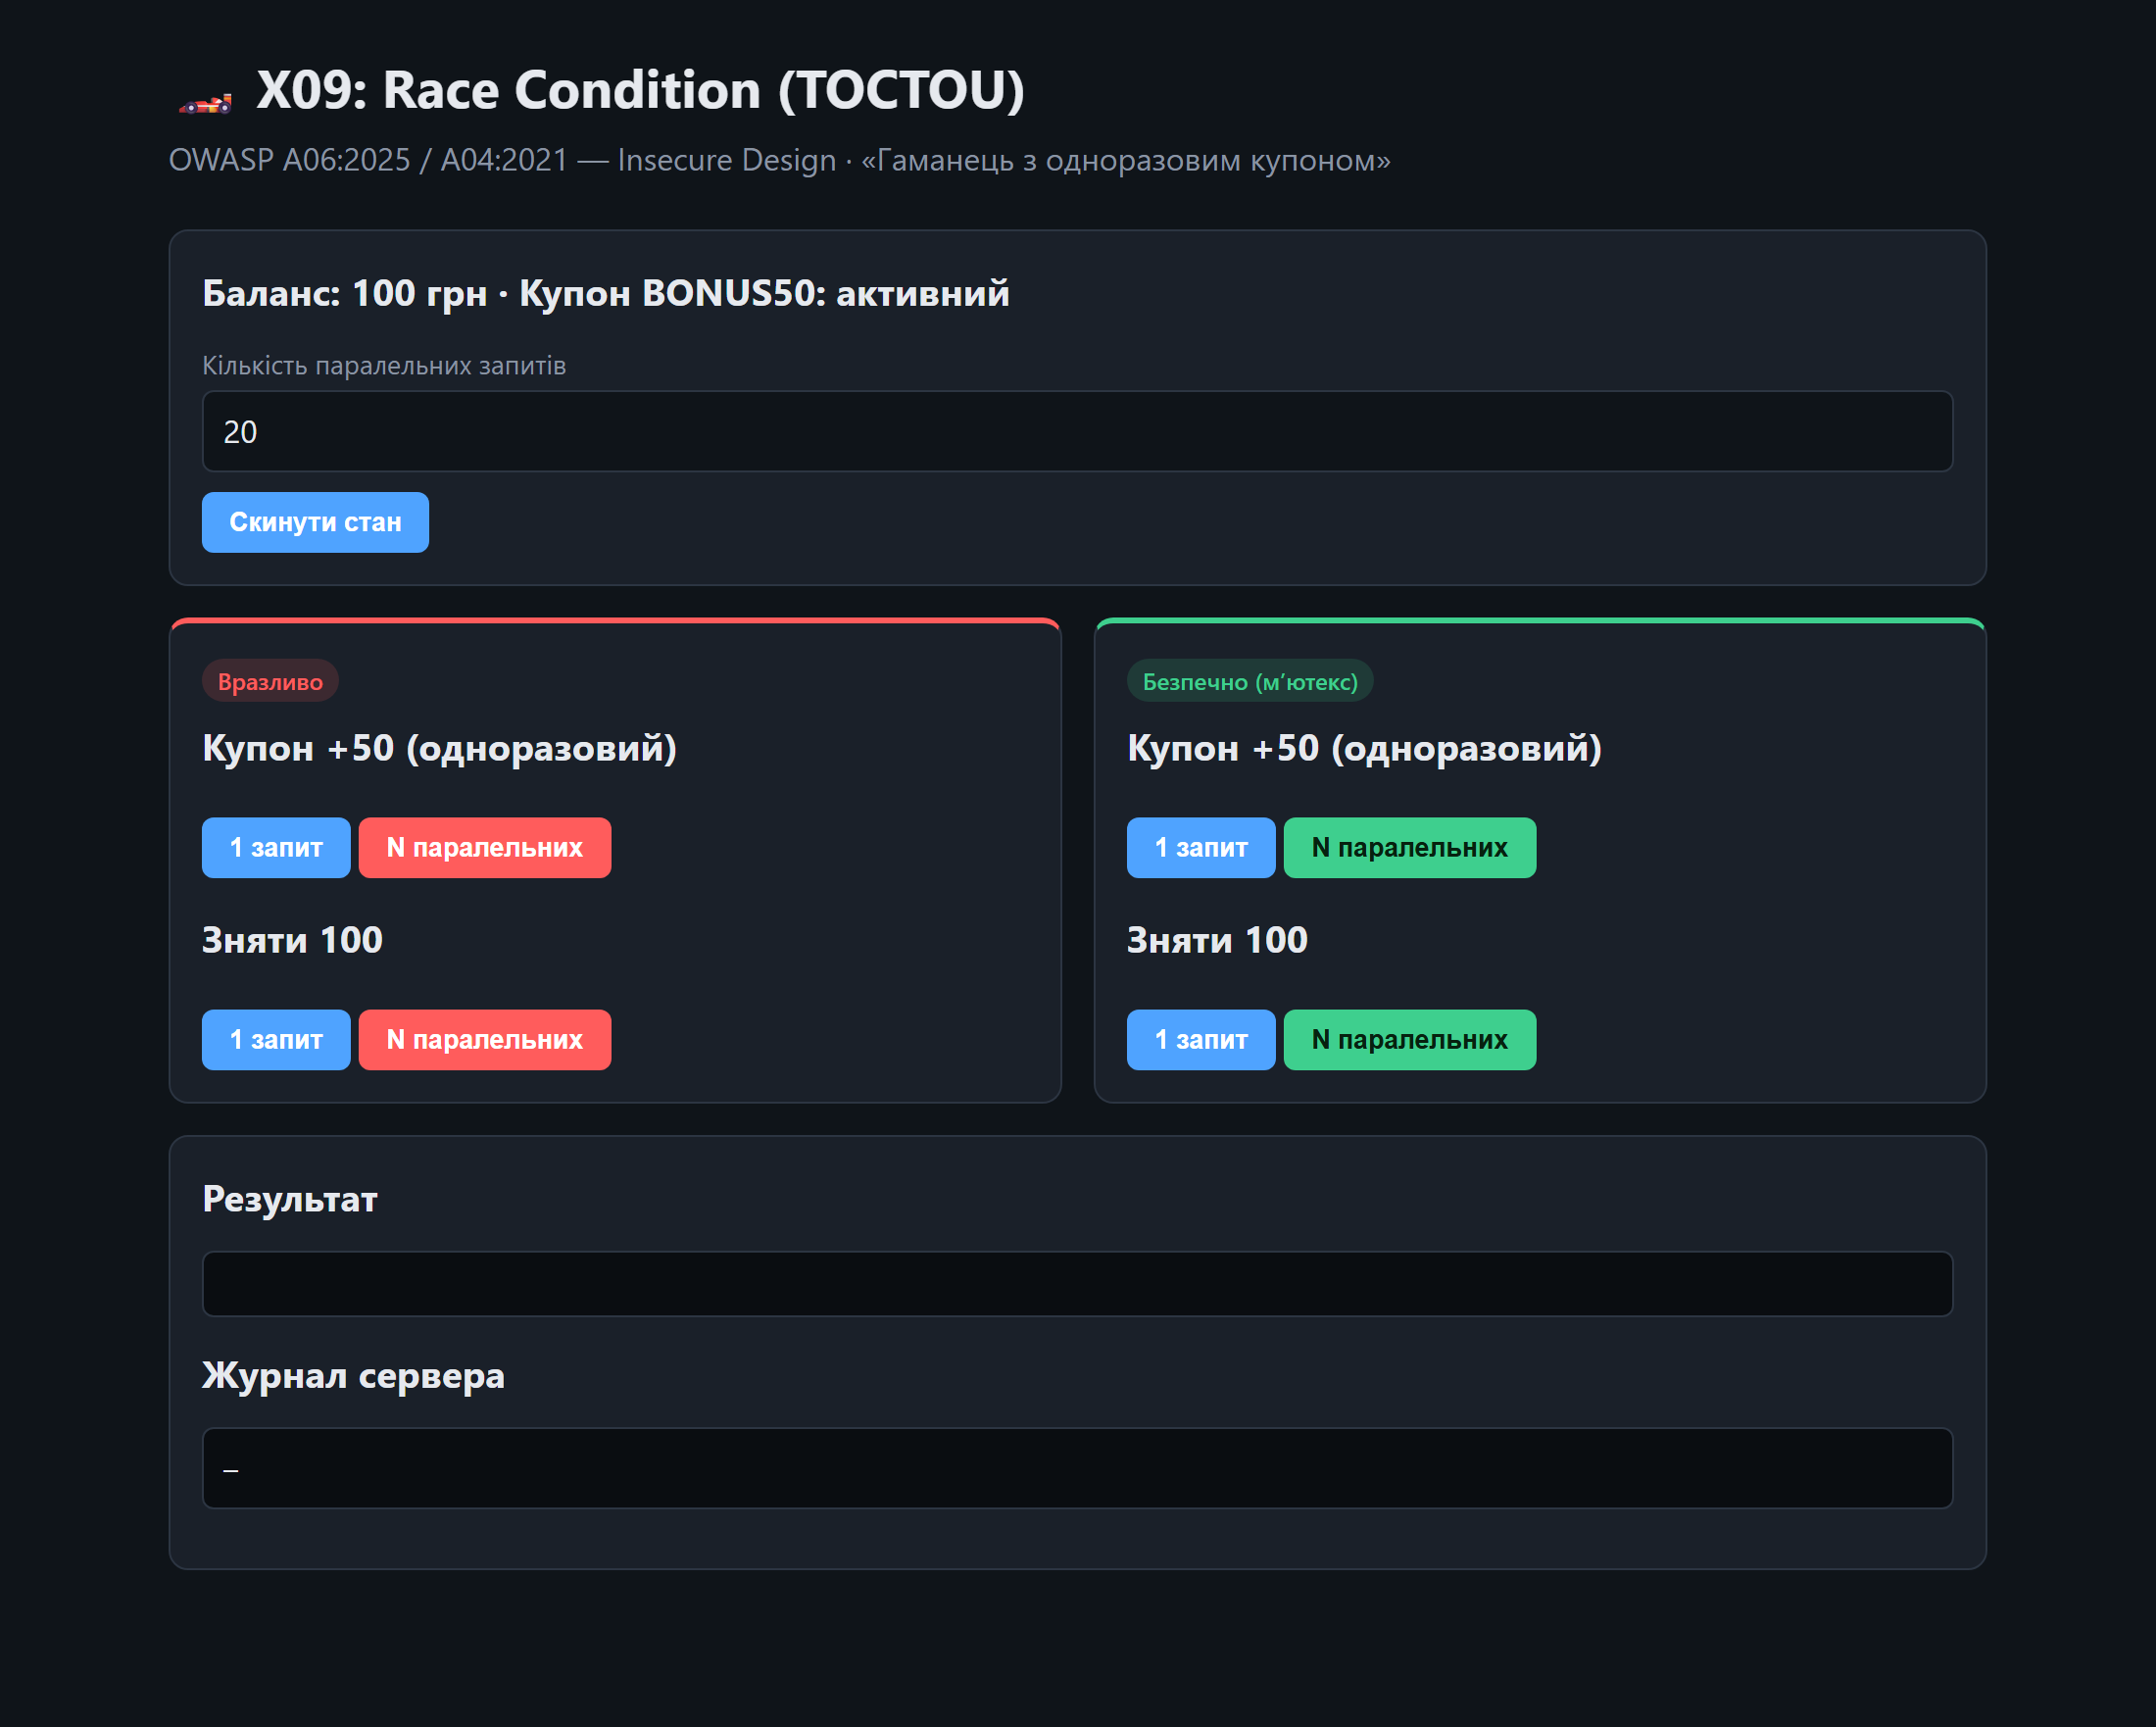 X09: Race Condition (TOCTOU)
OWASP A06:2025 / A04:2021 — Insecure Design · «Гаманець з одноразовим купоном»
Баланс: 100 грн · Купон BONUS50: активний
Кількість паралельних запитів
20
Скинути стан
Вразливо
Купон +50 (одноразовий)
1 запит N паралельних
Зняти 100
1 запит N паралельних
Безпечно (м’ютекс)
Купон +50 (одноразовий)
1 запит N паралельних
Зняти 100
1 запит N паралельних
Результат
Журнал сервера
–